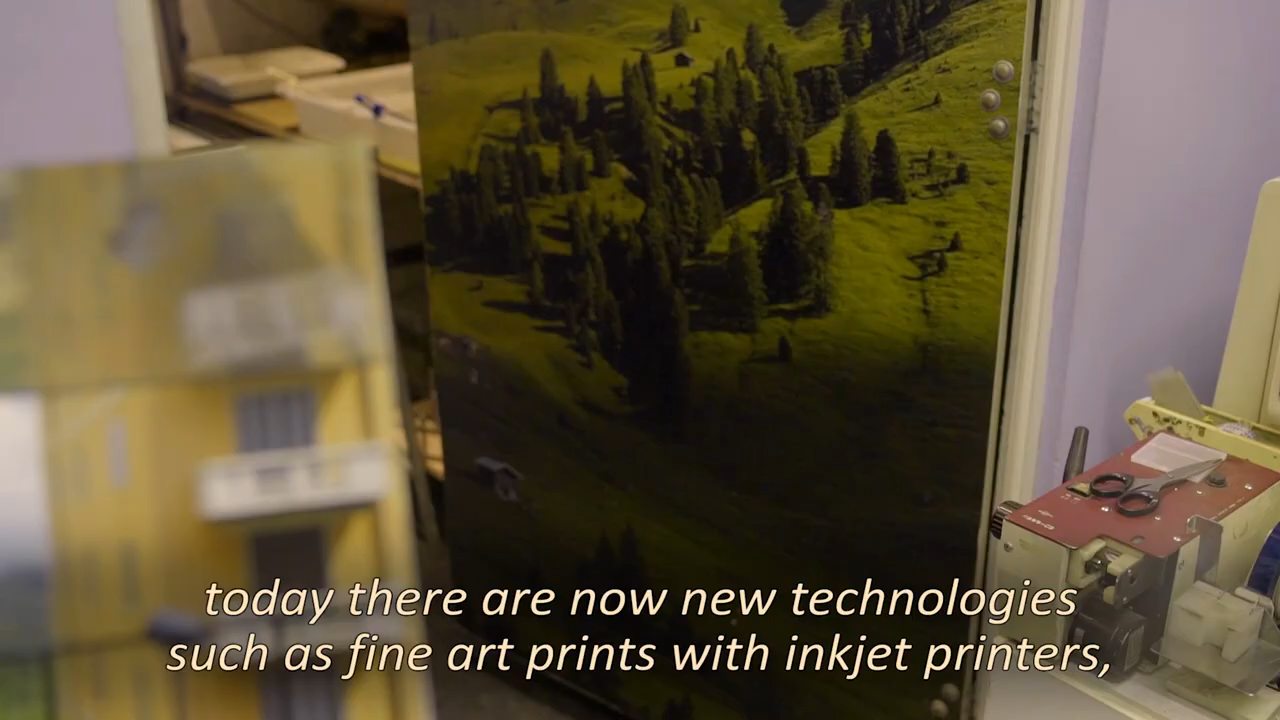 today there are now new technologies
such as fine art prints with inkjet printers,